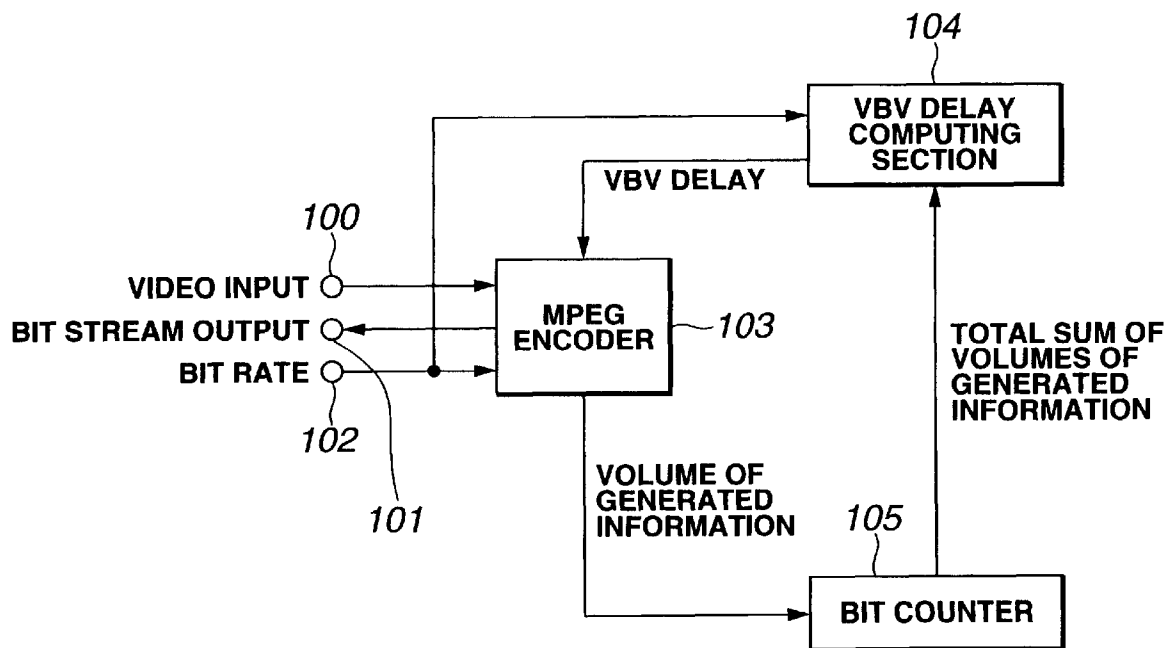 104
VBV DELAY
COMPUTING
SECTION
VBV DELAY
100
VIDEO INPUT
BIT STREAM OUTPUT
BIT RATE
102
101
MPEG
ENCODER
103
TOTAL SUM OF
VOLUMES OF
GENERATED
INFORMATION
VOLUME OF
GENERATED
INFORMATION
105
BIT COUNTER